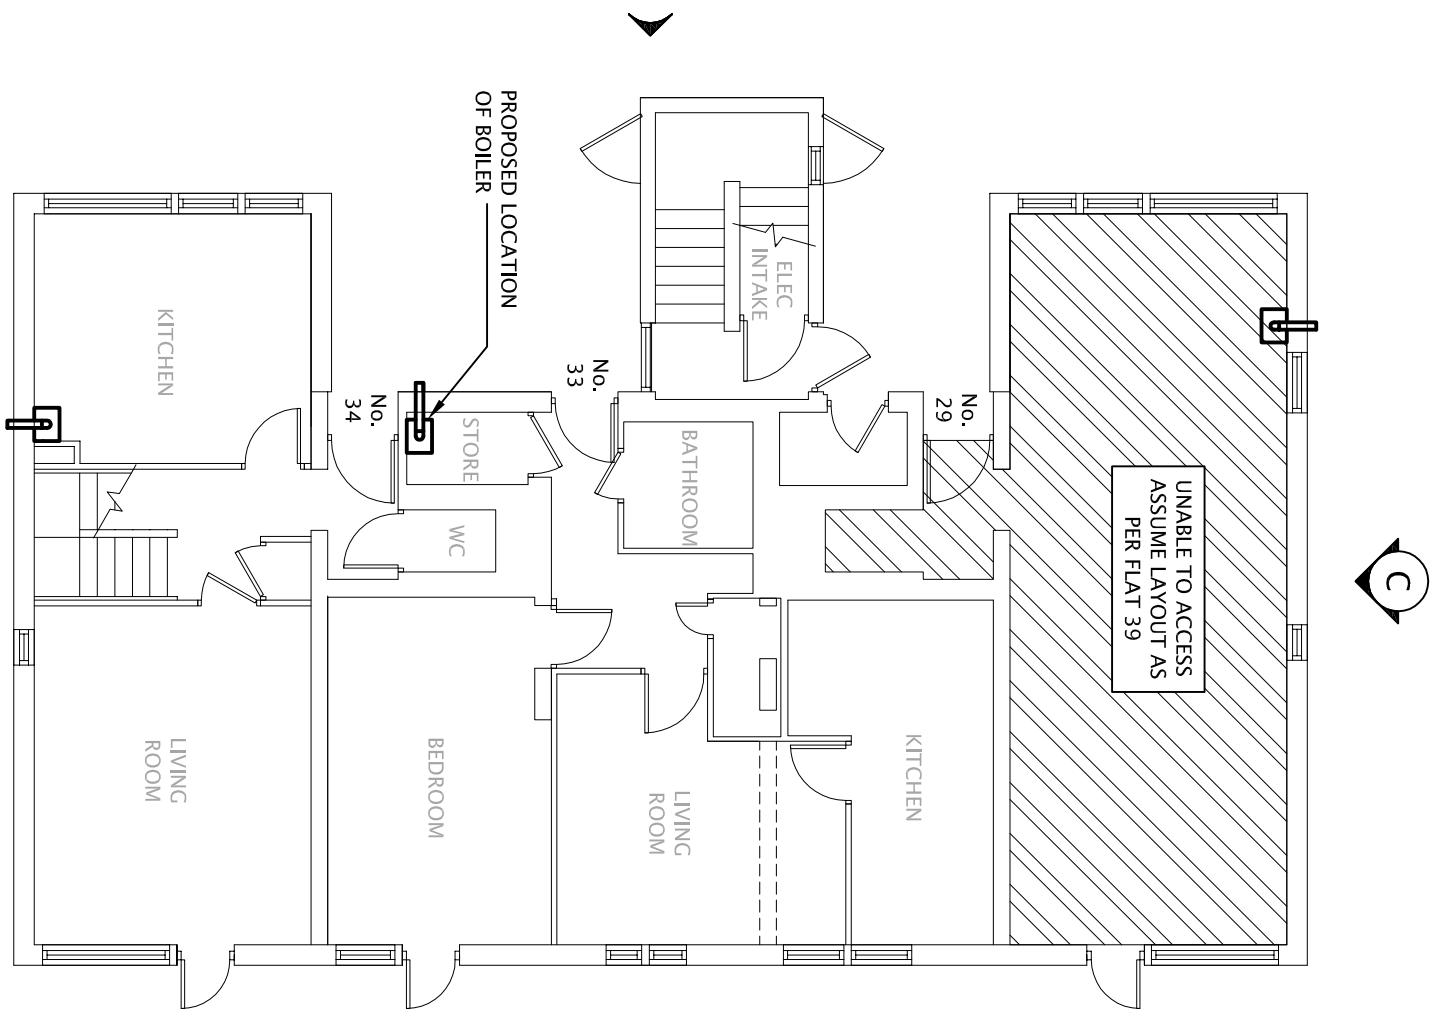 PROPOSED LOCATION
OF BOILER
ELEC
INTAKE
KITCHEN
No.
34
STORE
No.
33
BATHROOM
No.
29
WC
UNABLE TO ACCESS
ASSUME LAYOUT AS
PER FLAT 39
C
LIVING
ROOM
BEDROOM
LIVING
ROOM
KITCHEN